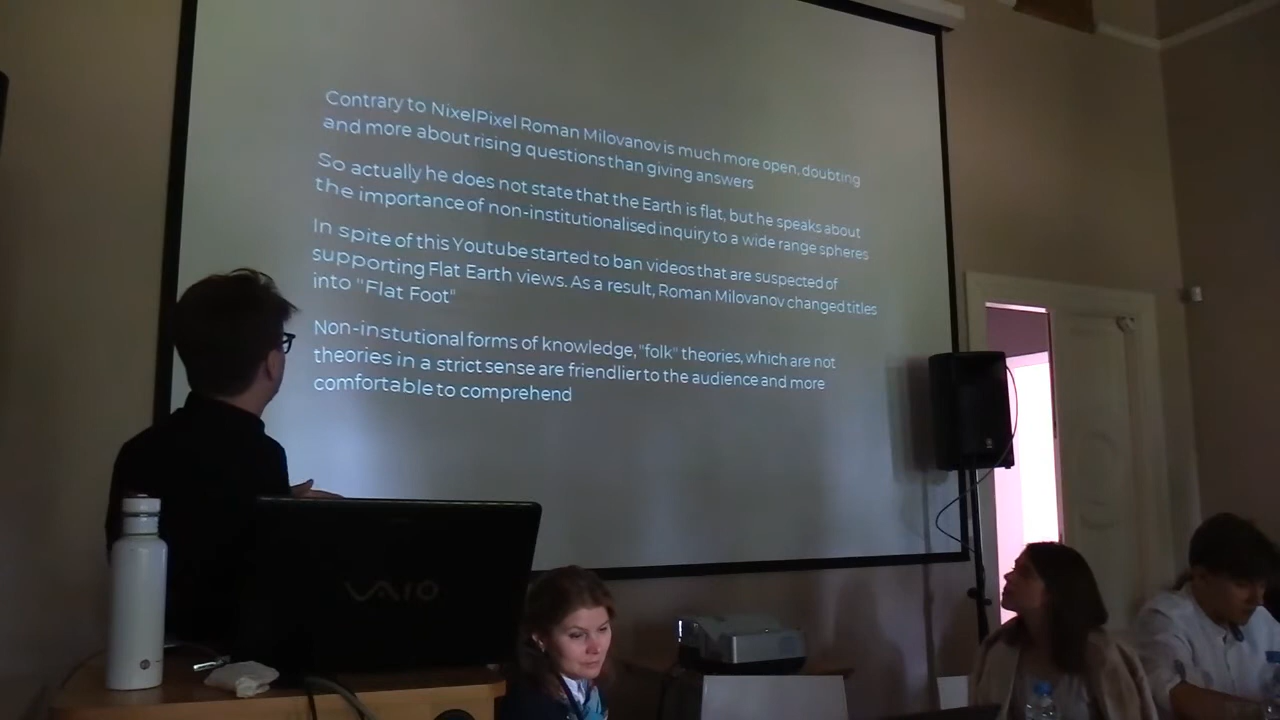 Contrary to NixelPixel Roman Milovanov is much more open, doubting
and more about rising questions than giving answers
So actually he does not state that the Earth is flat, but he speaks about
the importance of non-institutionalised inquiry to a wide range spheres
In spite of this Youtube started to ban videos that are suspected of
supporting Flat Earth views. As a result, Roman Milovanov changed titles
into "Flat Foot"
Non-instutional forms of knowledge, "folk" theories, which are not
theories in a strict sense are friendlier to the audience and more
comfortable to comprehend
VAIO